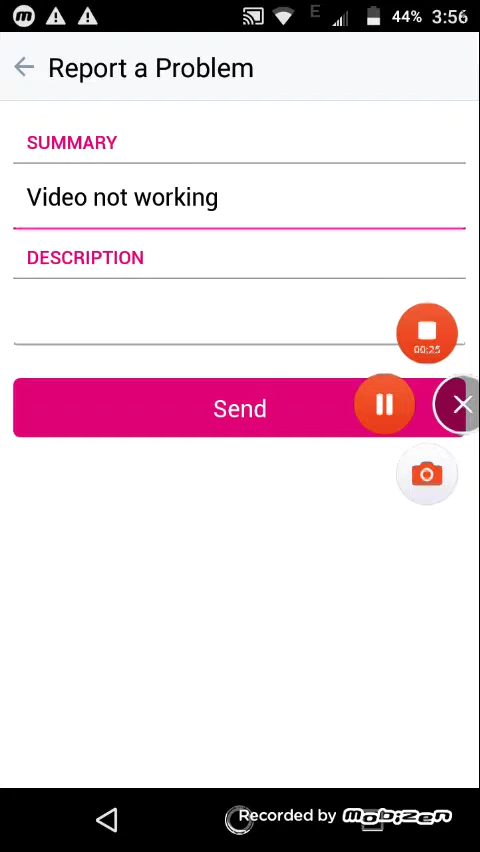 E 44% 3:56
Report a Problem
SUMMARY
Video not working
DESCRIPTION
00:25
Send
Recorded by mobizen